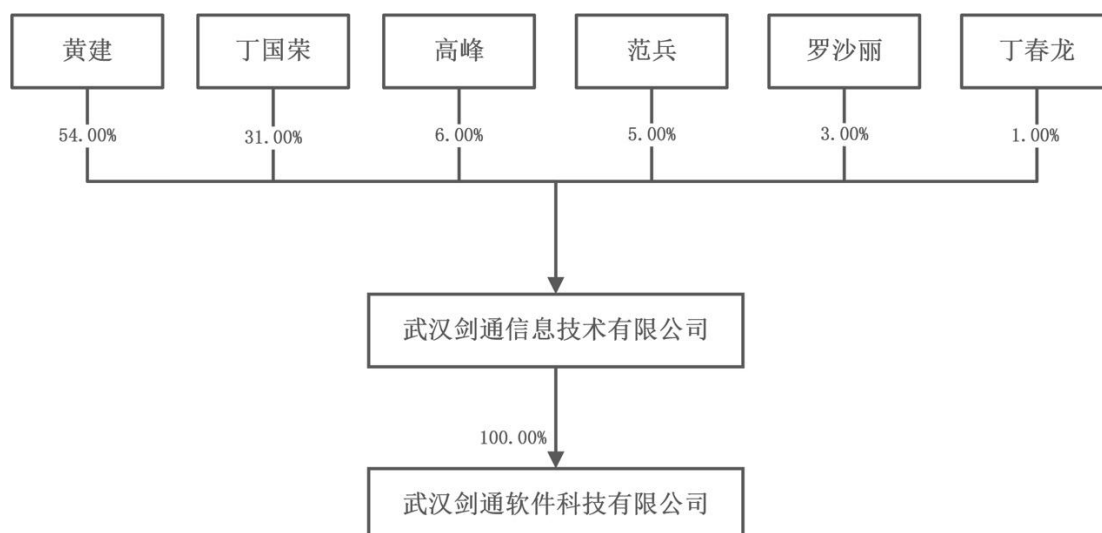 黄建
丁国荣
高峰
范兵
罗沙丽
丁春龙
54.00%
31.00%
6.00%
5.00%
3.00%
1.00%
武汉剑通信息技术有限公司
100.00%
武汉剑通软件科技有限公司